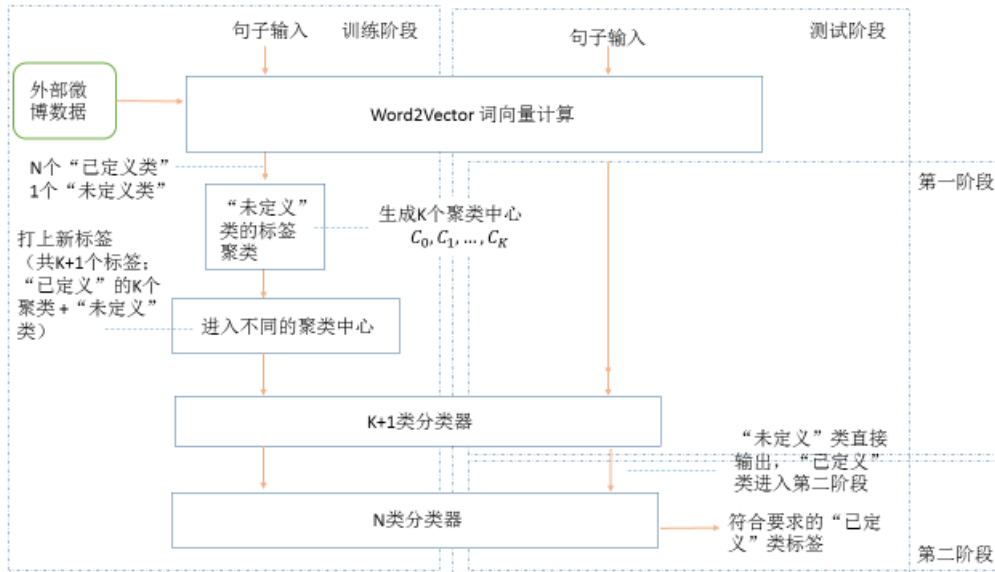 句子输入
训练阶段
句子输入
测试阶段
外部微
博数据
Word2Vector 词向量计算
N个“已定义类”
1个“未定义类”
第一阶段
“未定义”
类的标签
聚类
生成K个聚类中心
C₀, C₁, ..., Cₖ
打上新标签
（共K+1个标签；
“已定义”的K个
聚类 + “未定义”
类）
进入不同的聚类中心
K+1类分类器
“未定义”类直接
输出，“已定义”
类进入第二阶段
N类分类器
符合要求的“已定
义”类标签
第二阶段